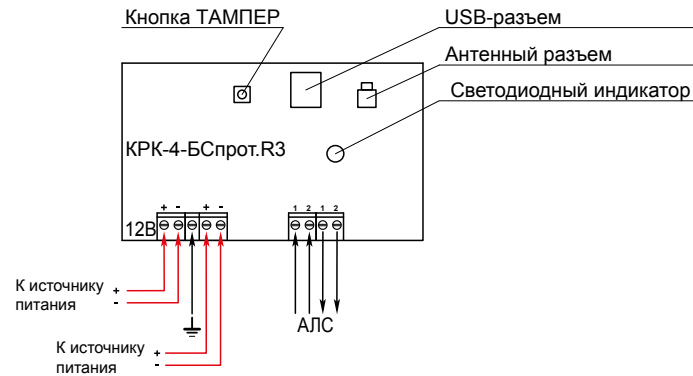 Кнопка ТАМПЕР
USB-разъем
Антенный разъем
Светодиодный индикатор
КРК-4-БСпрот.R3
+ - + -
1 2 1 2
12В
К источнику +
питания -
АЛС
К источнику +
питания -